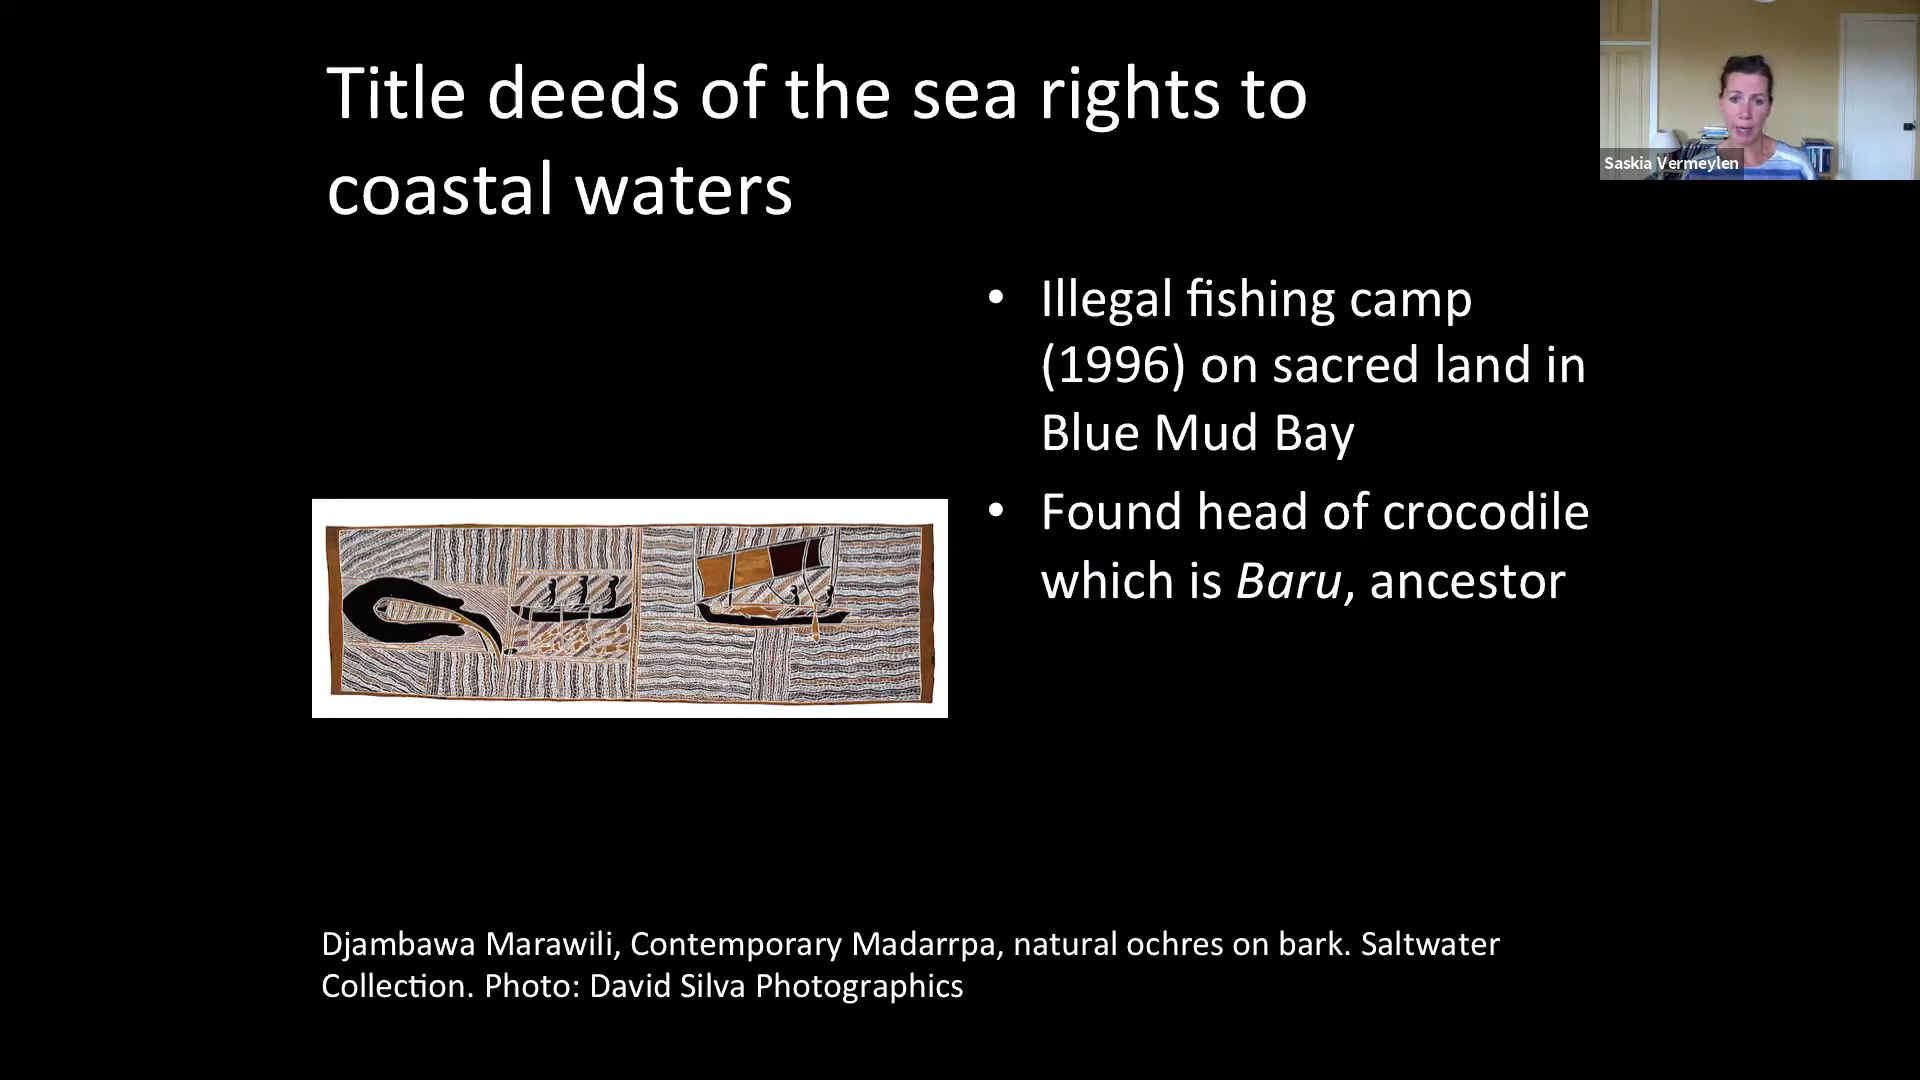 Title deeds of the sea rights to
coastal waters
Saskia Vermeylen
• Illegal fishing camp
(1996) on sacred land in
Blue Mud Bay
• Found head of crocodile
which is Baru, ancestor
Djambawa Marawili, Contemporary Madarrpa, natural ochres on bark. Saltwater
Collection. Photo: David Silva Photographics